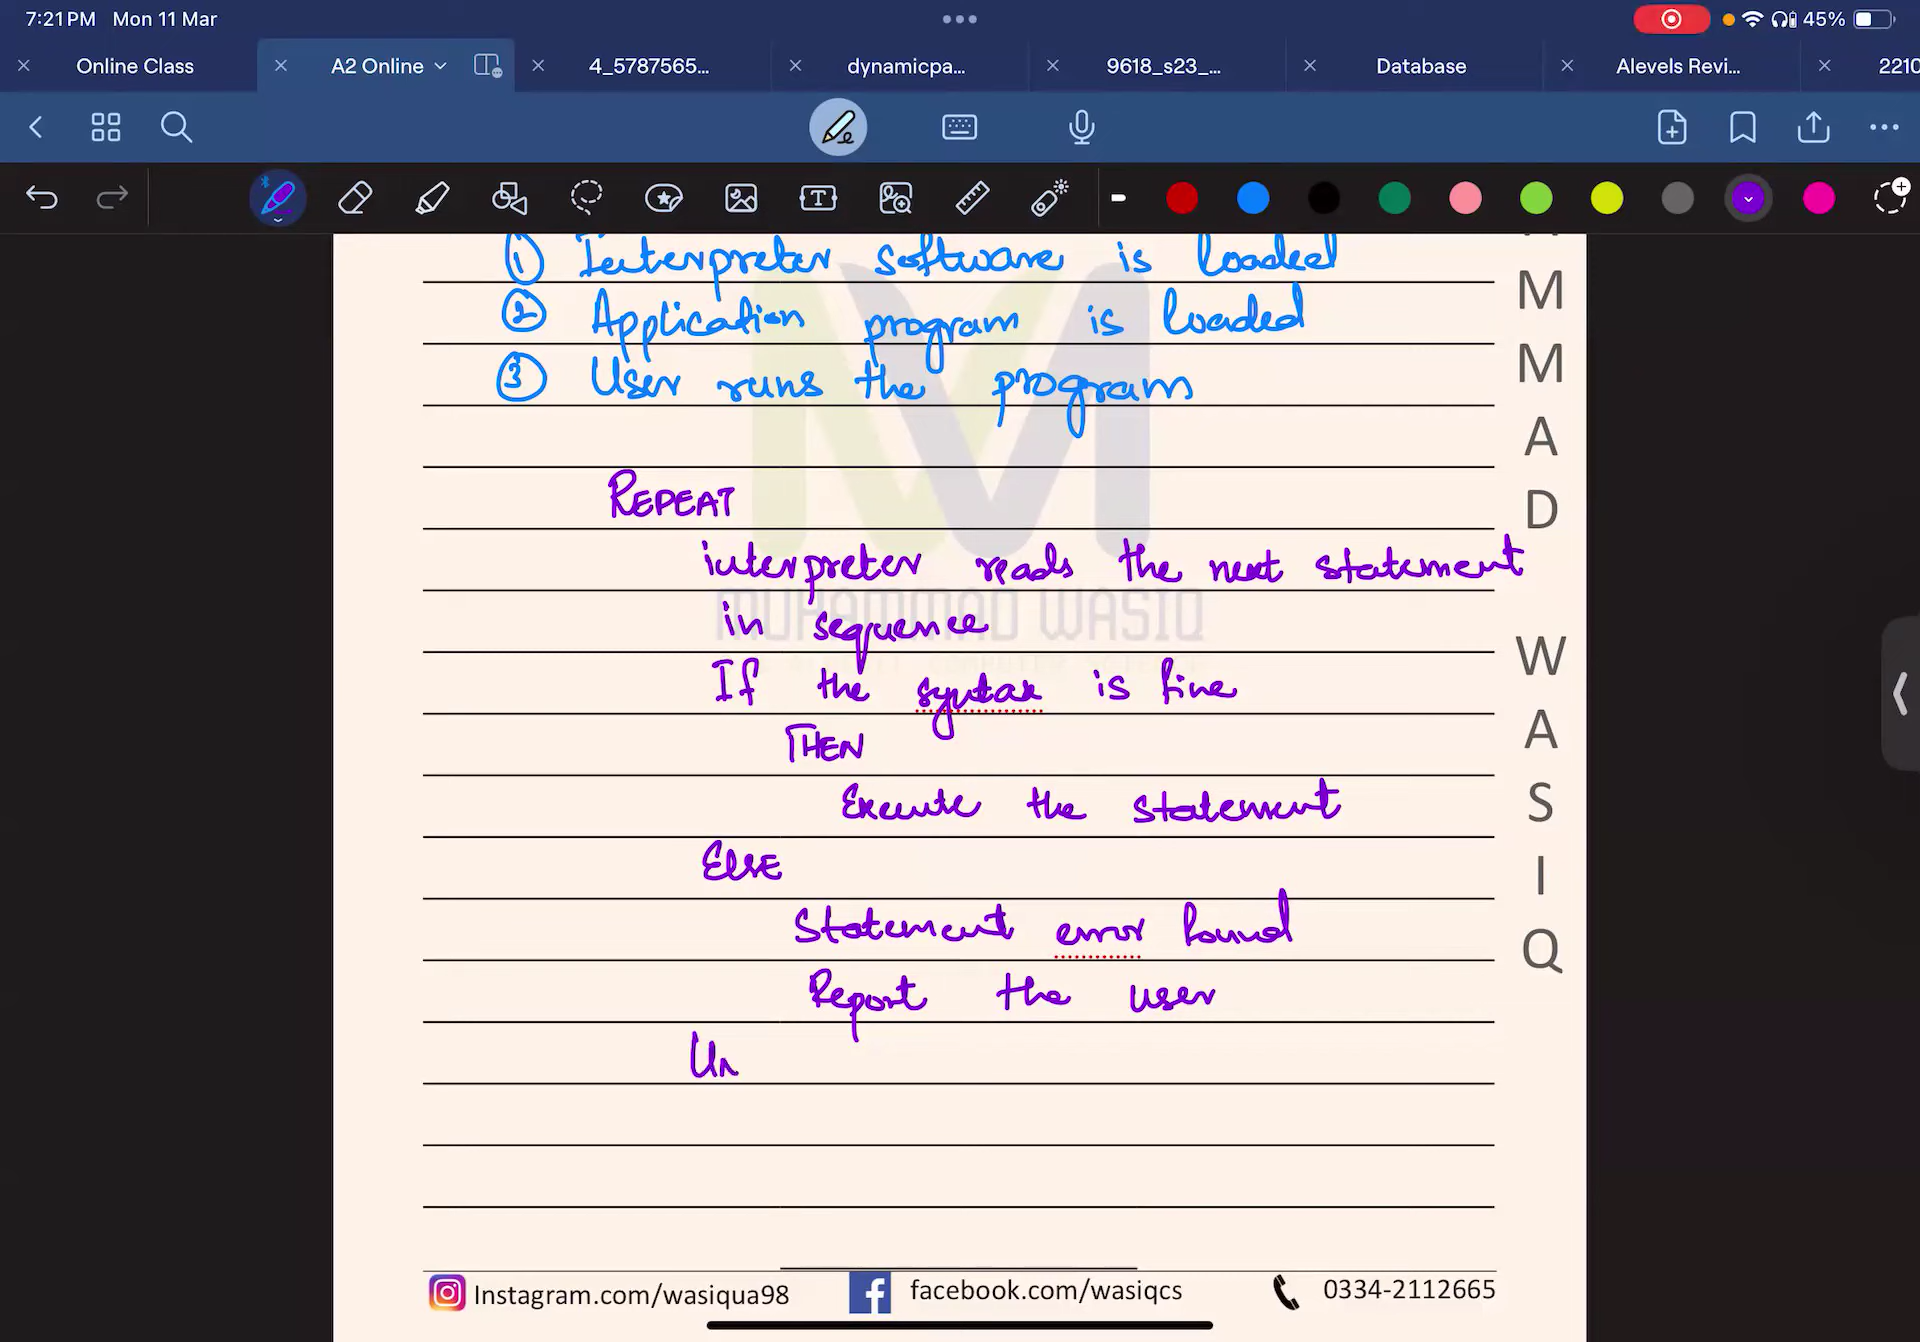 7:21 PM Mon 11 Mar
45%
Online Class
A2 Online
4_5787565...
dynamicpa...
9618_s23_...
Database
Alevels Revi...
2210
① Interpreter software is loaded
② Application program is loaded
③ User runs the program
REPEAT
interpreter reads the next statement
in sequence
If the syntax is fine
THEN
Execute the statement
ELSE
Statement error found
Report the user
Un
MUHAMMAD WASIQ
M
M
A
D
W
A
S
I
Q
Instagram.com/wasiqua98
facebook.com/wasiqcs
0334-2112665